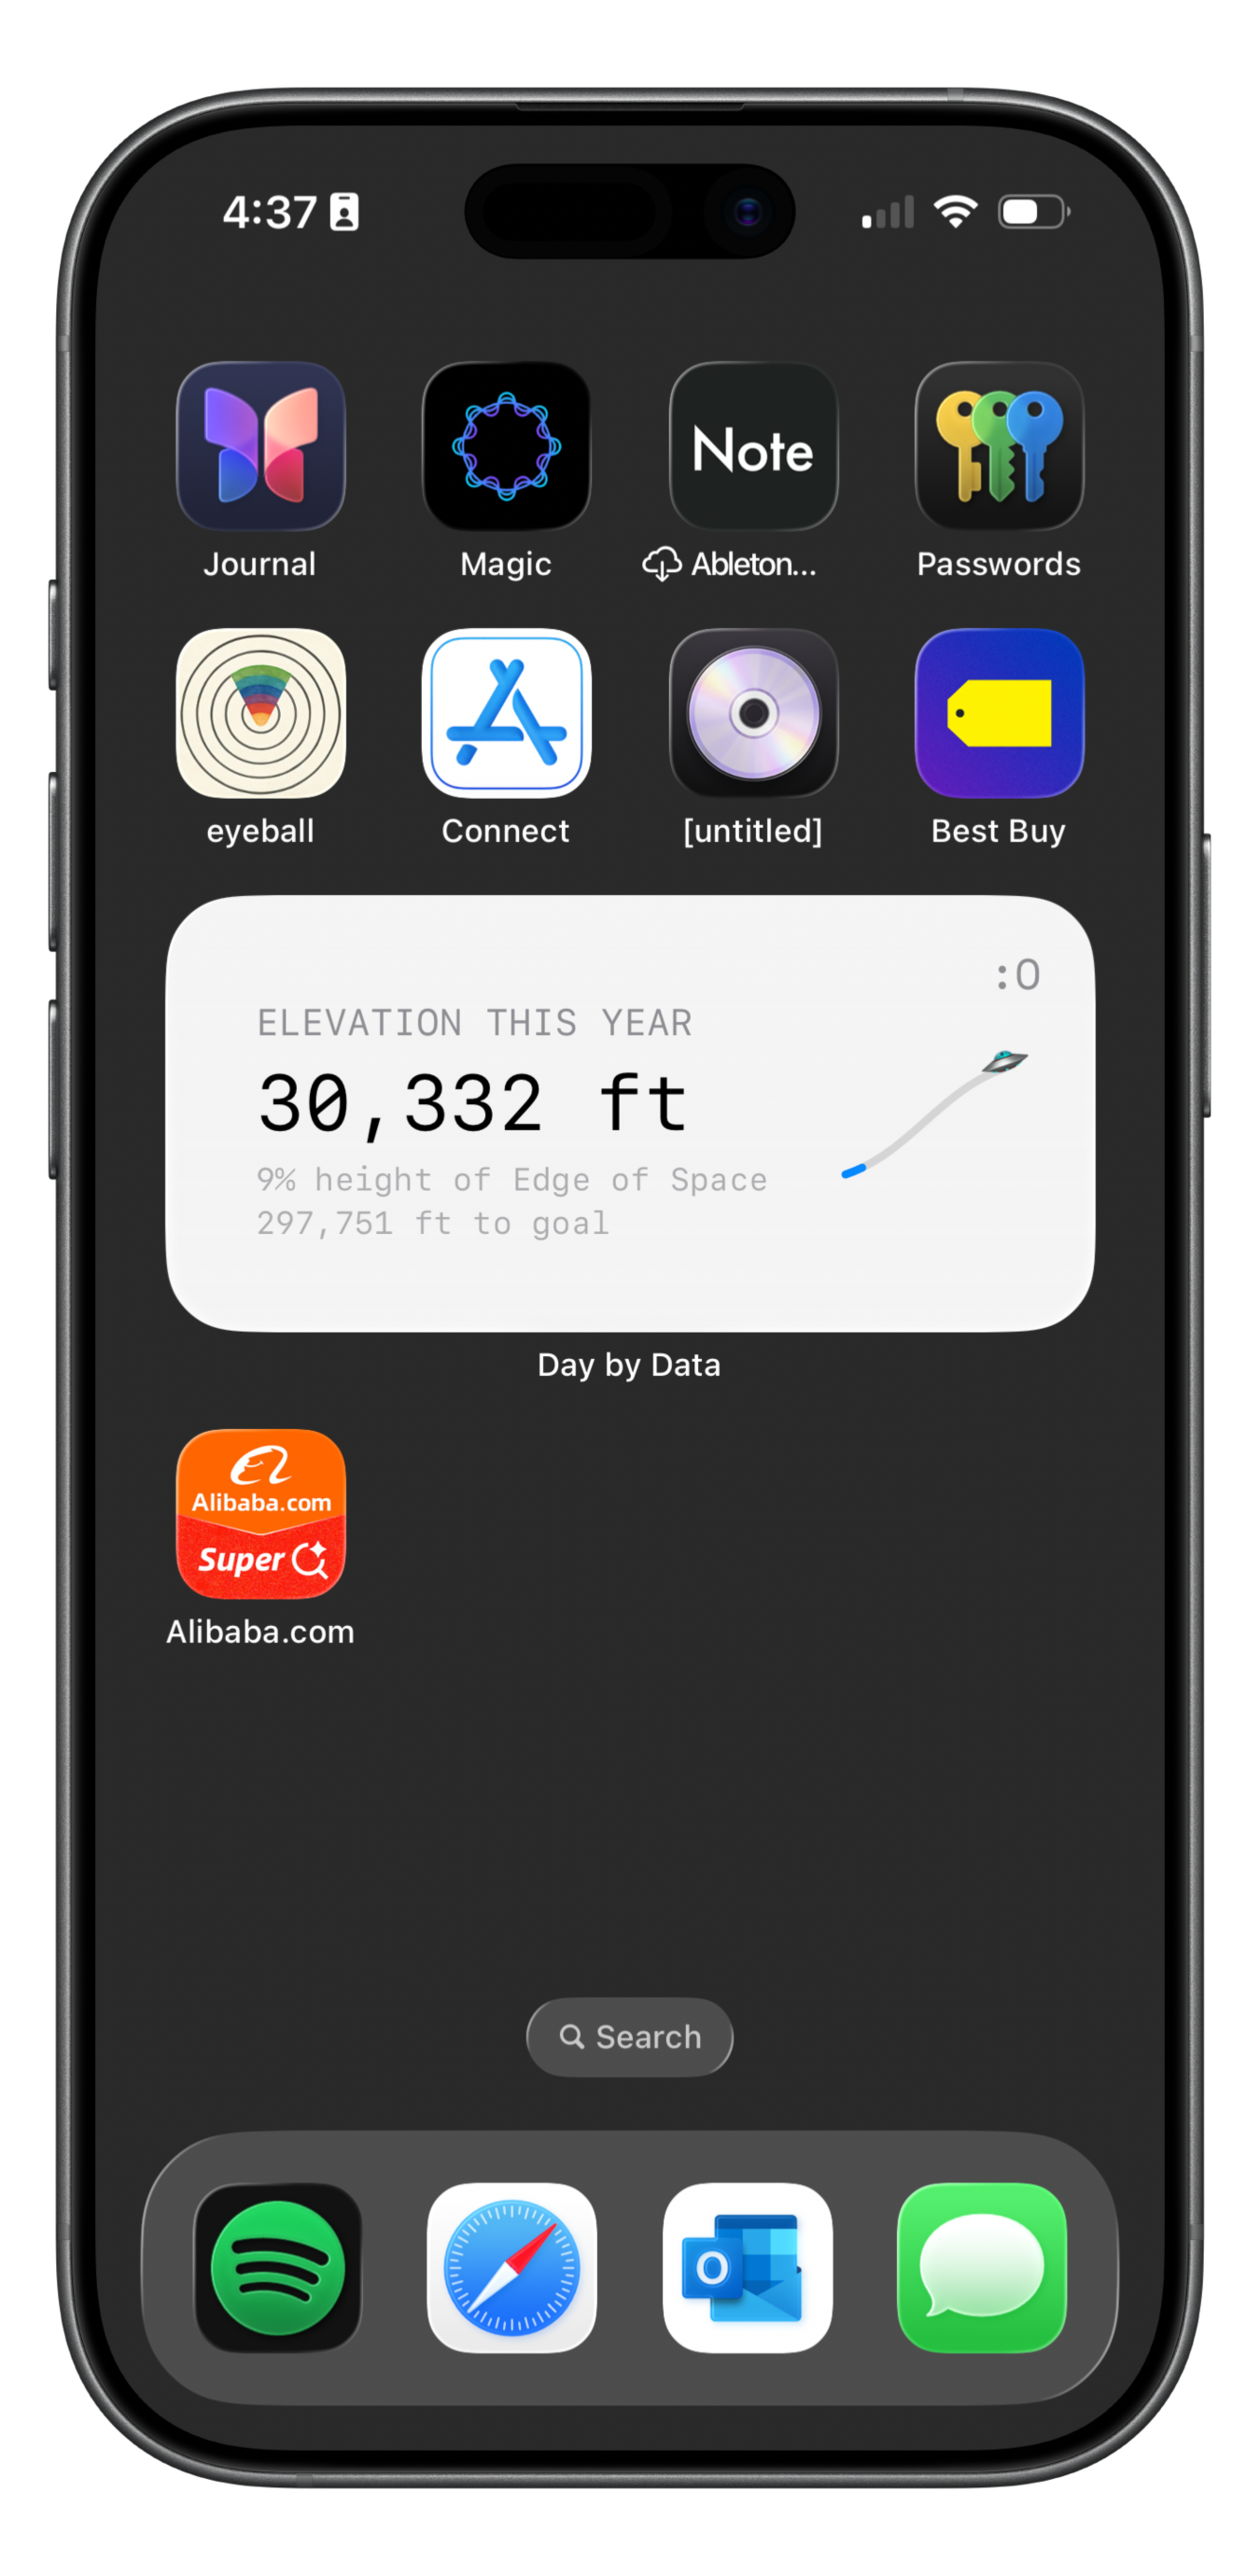 4:37
Note
Journal
Magic
Ableton...
Passwords
eyeball
Connect
[untitled]
Best Buy
:O
ELEVATION THIS YEAR
30,332 ft
9% height of Edge of Space
297,751 ft to goal
Day by Data
Alibaba.com
Super
Alibaba.com
Search
O